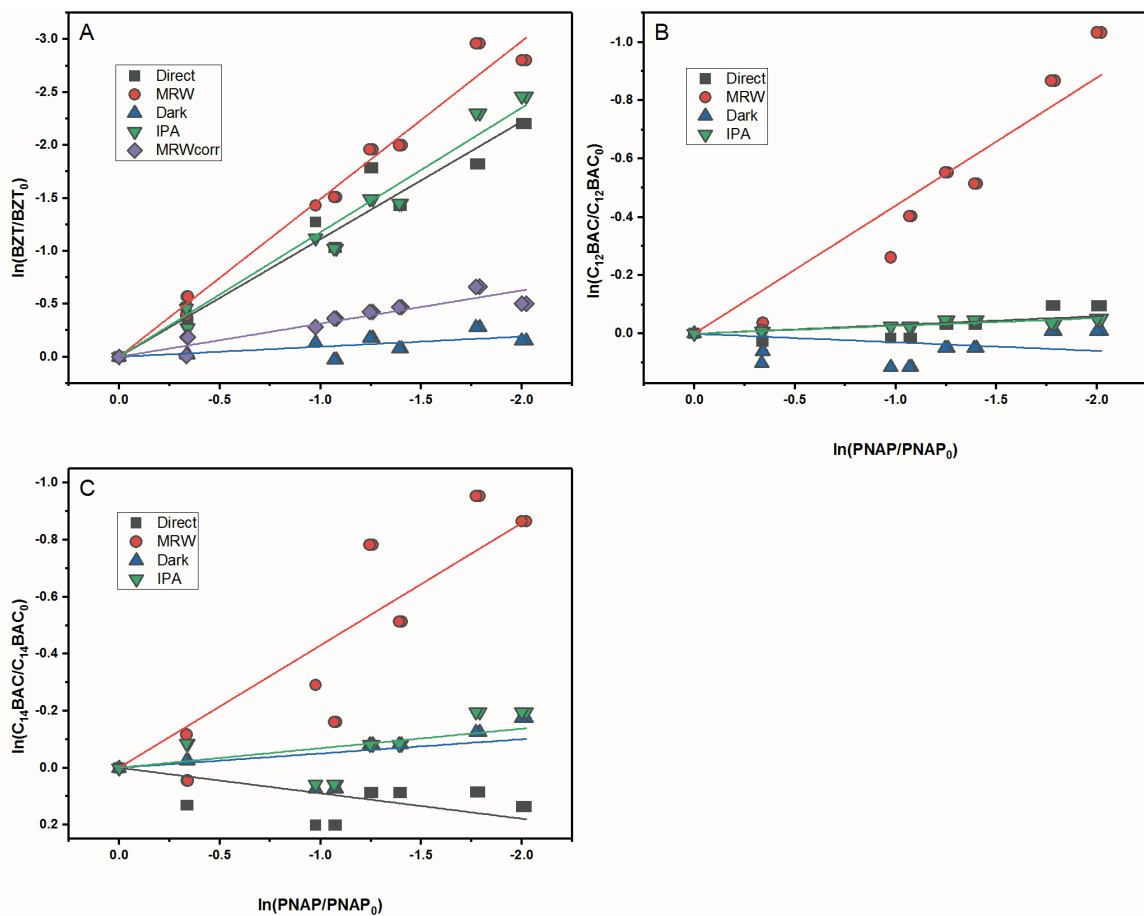 A
Direct
MRW
Dark
IPA
MRWcorr
ln(BZT/BZT₀)
-3.0
-2.5
-2.0
-1.5
-1.0
-0.5
0.0
0.0 -0.5 -1.0 -1.5 -2.0
B
Direct
MRW
Dark
IPA
ln(C₁₂BAC/C₁₂BAC₀)
-1.0
-0.8
-0.6
-0.4
-0.2
0.0
0.0 -0.5 -1.0 -1.5 -2.0
ln(PNAP/PNAP₀)
C
Direct
MRW
Dark
IPA
ln(C₁₄BAC/C₁₄BAC₀)
-1.0
-0.8
-0.6
-0.4
-0.2
0.0
0.2
0.0 -0.5 -1.0 -1.5 -2.0
ln(PNAP/PNAP₀)